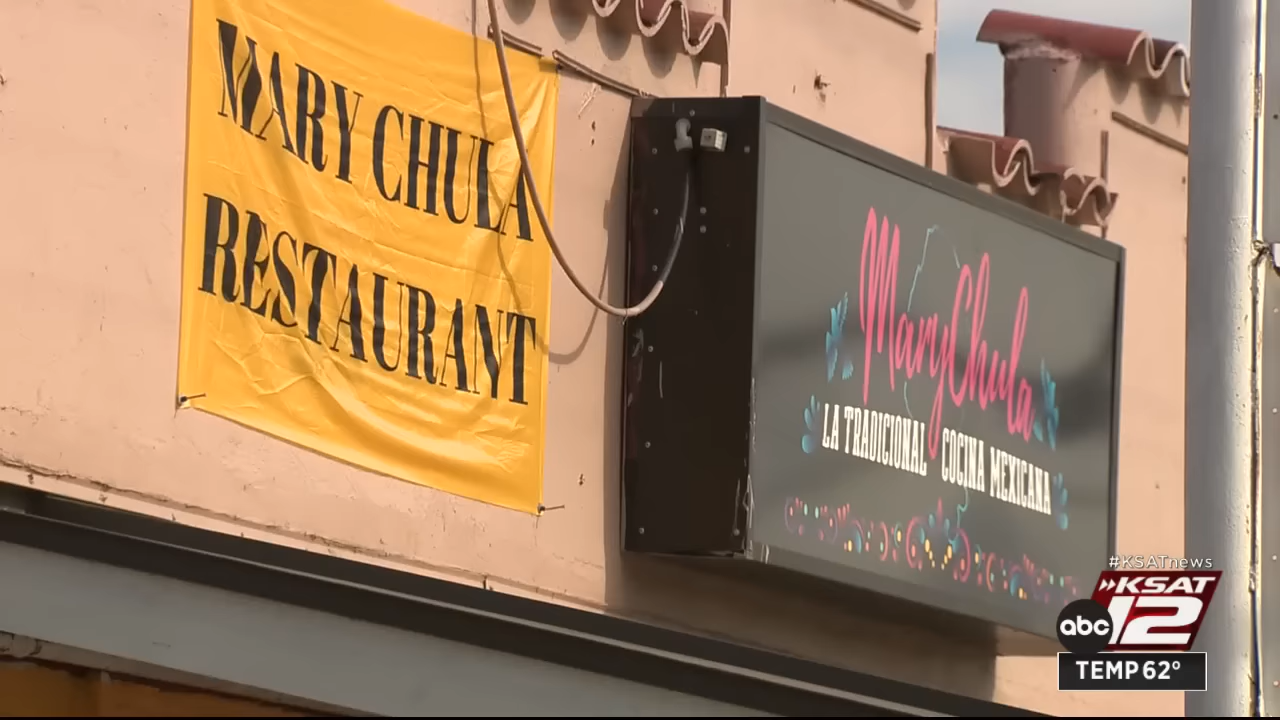 MARY CHULA
RESTAURANT
MaryChula
LA TRADICIONAL COCINA MEXICANA
#KSATnews
KSAT
abc 12
TEMP 62°